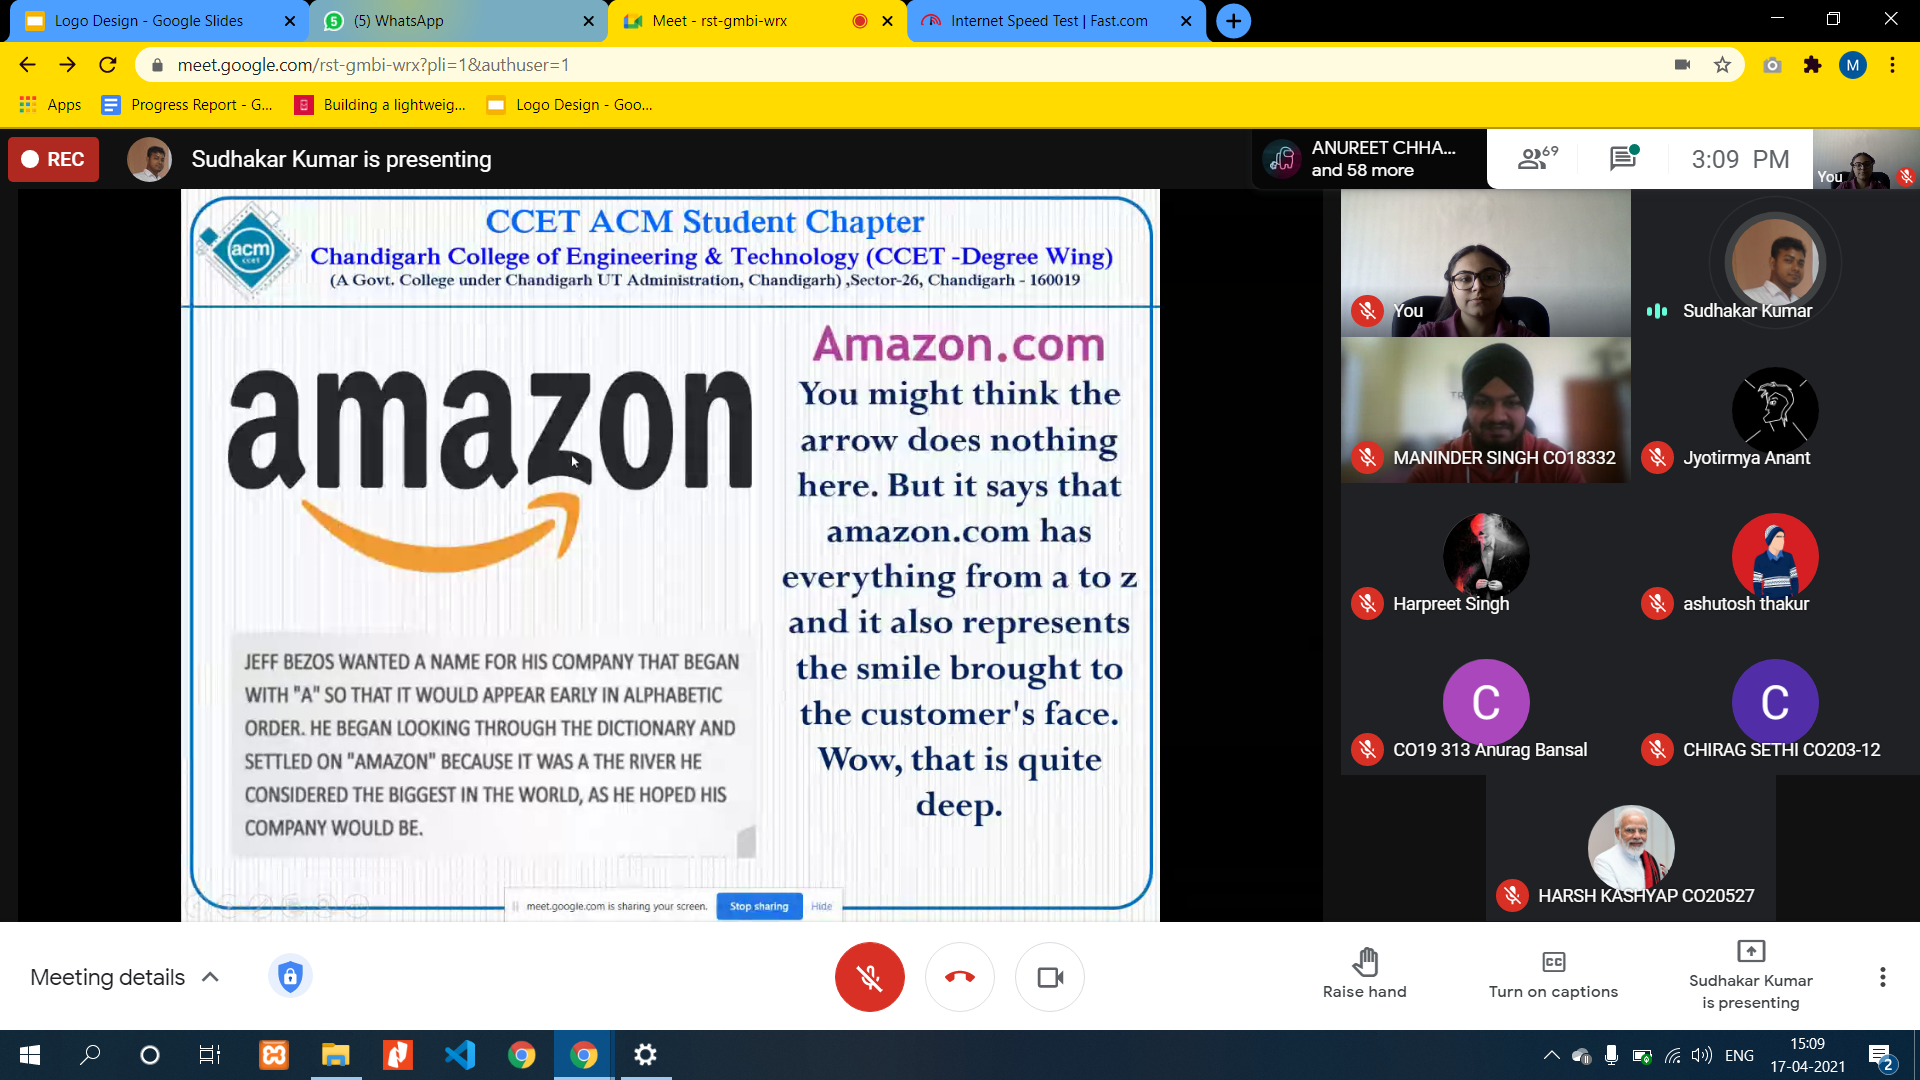 Logo Design - Google Slides
(5) WhatsApp
Meet - rst-gmbi-wrx
Internet Speed Test | Fast.com
meet.google.com/rst-gmbi-wrx?pli=1&authuser=1
M
Apps
Progress Report - G...
Building a lightweig...
Logo Design - Goo...
REC
Sudhakar Kumar is presenting
ANUREET CHHA...
and 58 more
69
3:09 PM
You
acm
ccet
CCET ACM Student Chapter
Chandigarh College of Engineering & Technology (CCET -Degree Wing)
(A Govt. College under Chandigarh UT Administration, Chandigarh) ,Sector-26, Chandigarh - 160019
amazon
JEFF BEZOS WANTED A NAME FOR HIS COMPANY THAT BEGAN
WITH "A" SO THAT IT WOULD APPEAR EARLY IN ALPHABETIC
ORDER. HE BEGAN LOOKING THROUGH THE DICTIONARY AND
SETTLED ON "AMAZON" BECAUSE IT WAS A THE RIVER HE
CONSIDERED THE BIGGEST IN THE WORLD, AS HE HOPED HIS
COMPANY WOULD BE.
Amazon.com
You might think the
arrow does nothing
here. But it says that
amazon.com has
everything from a to z
and it also represents
the smile brought to
the customer's face.
Wow, that is quite
deep.
meet.google.com is sharing your screen.
Stop sharing
Hide
You
Sudhakar Kumar
MANINDER SINGH CO18332
Jyotirmya Anant
Harpreet Singh
ashutosh thakur
C
CO19 313 Anurag Bansal
C
CHIRAG SETHI CO203-12
HARSH KASHYAP CO20527
Meeting details
Raise hand
CC
Turn on captions
Sudhakar Kumar
is presenting
ENG
15:09
17-04-2021
2